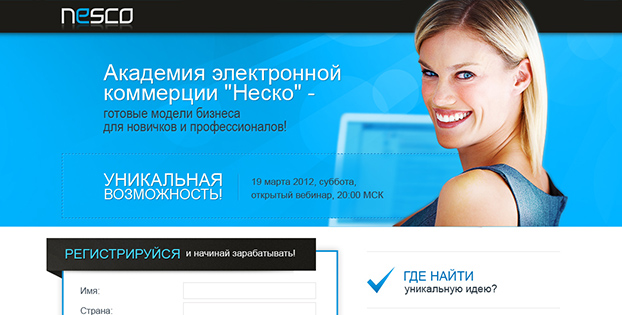 nesco
Академия электронной
коммерции "Неско" -
готовые модели бизнеса
для новичков и профессионалов!
УНИКАЛЬНАЯ
ВОЗМОЖНОСТЬ!
19 марта 2012, суббота,
открытый вебинар, 20:00 МСК
РЕГИСТРИРУЙСЯ и начинай зарабатывать!
Имя:
Страна:
ГДЕ НАЙТИ
уникальную идею?